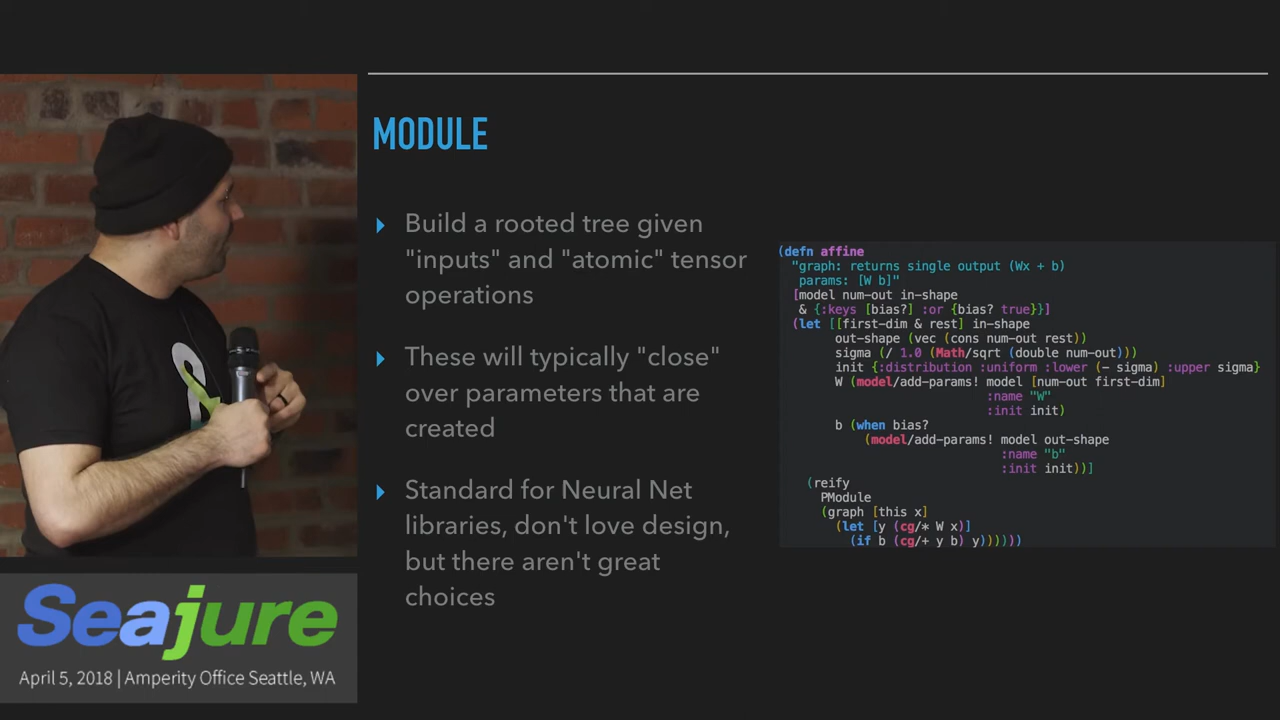 MODULE
Build a rooted tree given
"inputs" and "atomic" tensor
operations
These will typically "close"
over parameters that are
created
Standard for Neural Net
libraries, don't love design,
but there aren't great
choices
(defn affine
"graph: returns single output (Wx + b)
params: [W b]"
[model num-out in-shape
& {:keys [bias?] :or {bias? true}}]
(let [[first-dim & rest] in-shape
out-shape (vec (cons num-out rest))
sigma (/ 1.0 (Math/sqrt (double num-out)))
init {:distribution :uniform :lower (- sigma) :upper sigma}
W (model/add-params! model [num-out first-dim]
:name "W"
:init init)
b (when bias?
(model/add-params! model out-shape
:name "b"
:init init))]
(reify
PModule
(graph [this x]
(let [y (cg/* W x)]
(if b (cg/+ y b) y))))))
Seajure
April 5, 2018 | Amperity Office Seattle, WA